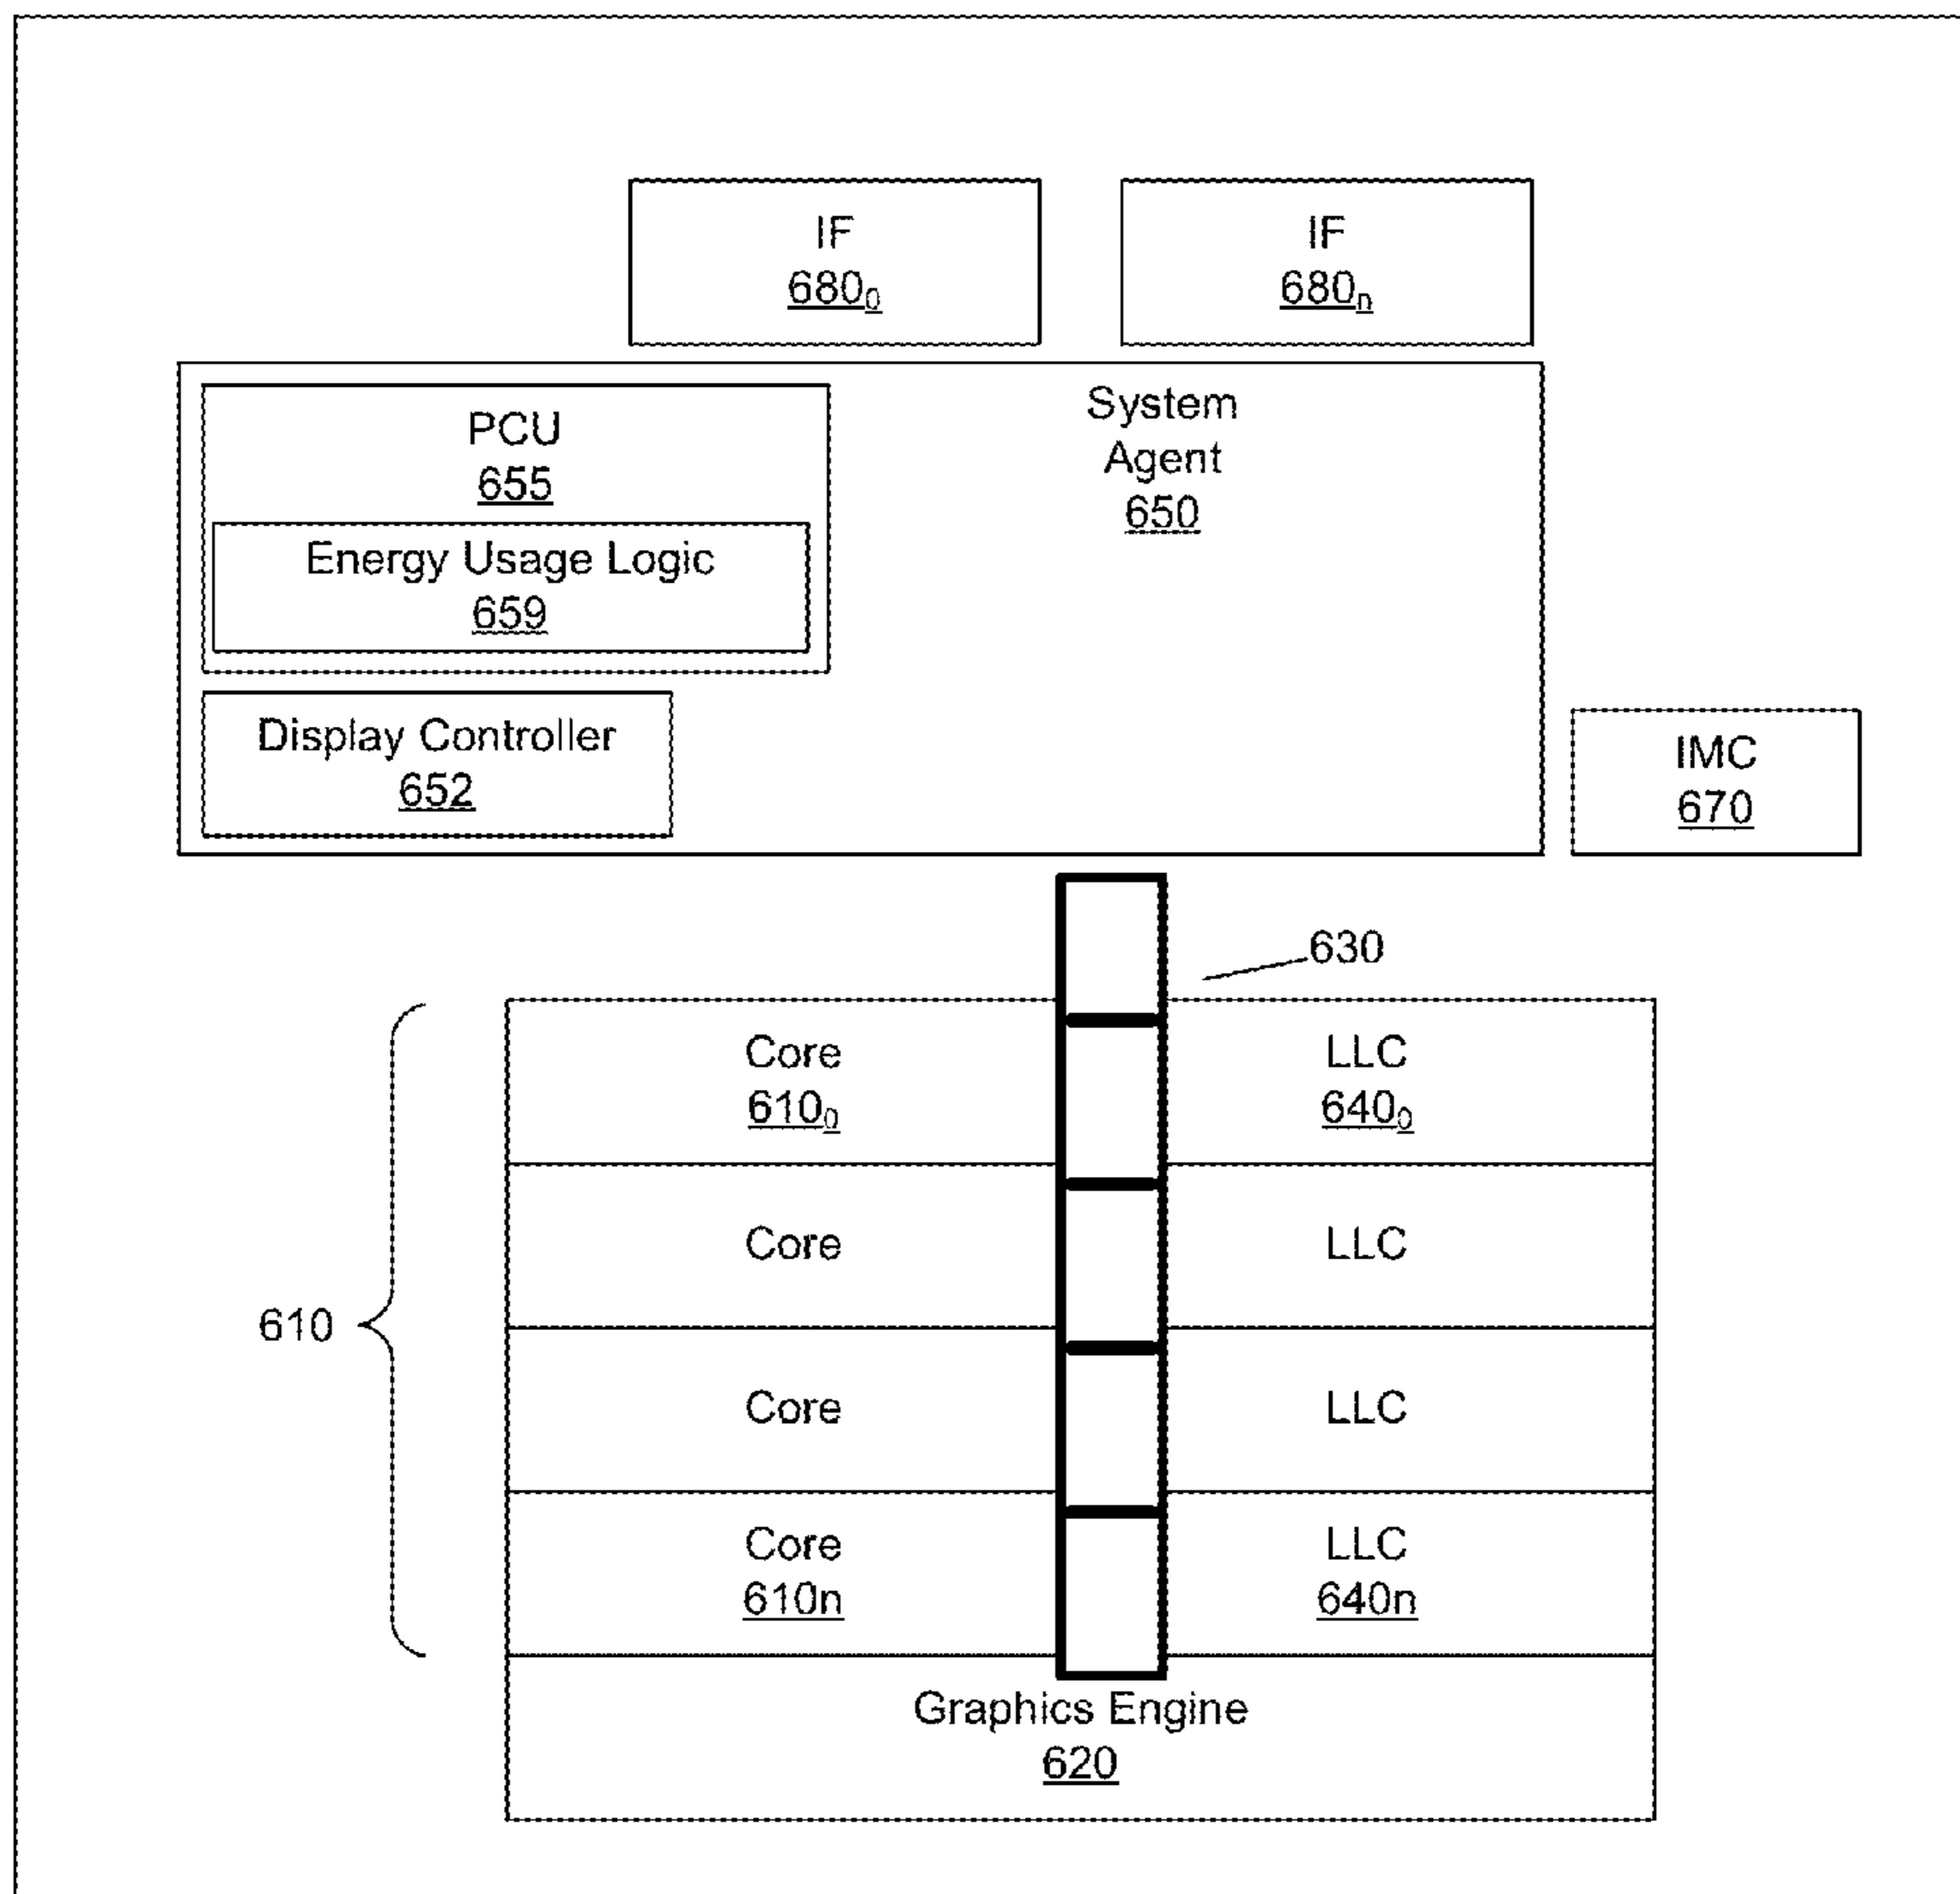 IF
680₀
IF
680ₙ
PCU
655
System
Agent
650
Energy Usage Logic
659
Display Controller
652
IMC
670
630
Core
610₀
LLC
640₀
Core
LLC
610
Core
LLC
Core
610n
LLC
640n
Graphics Engine
620